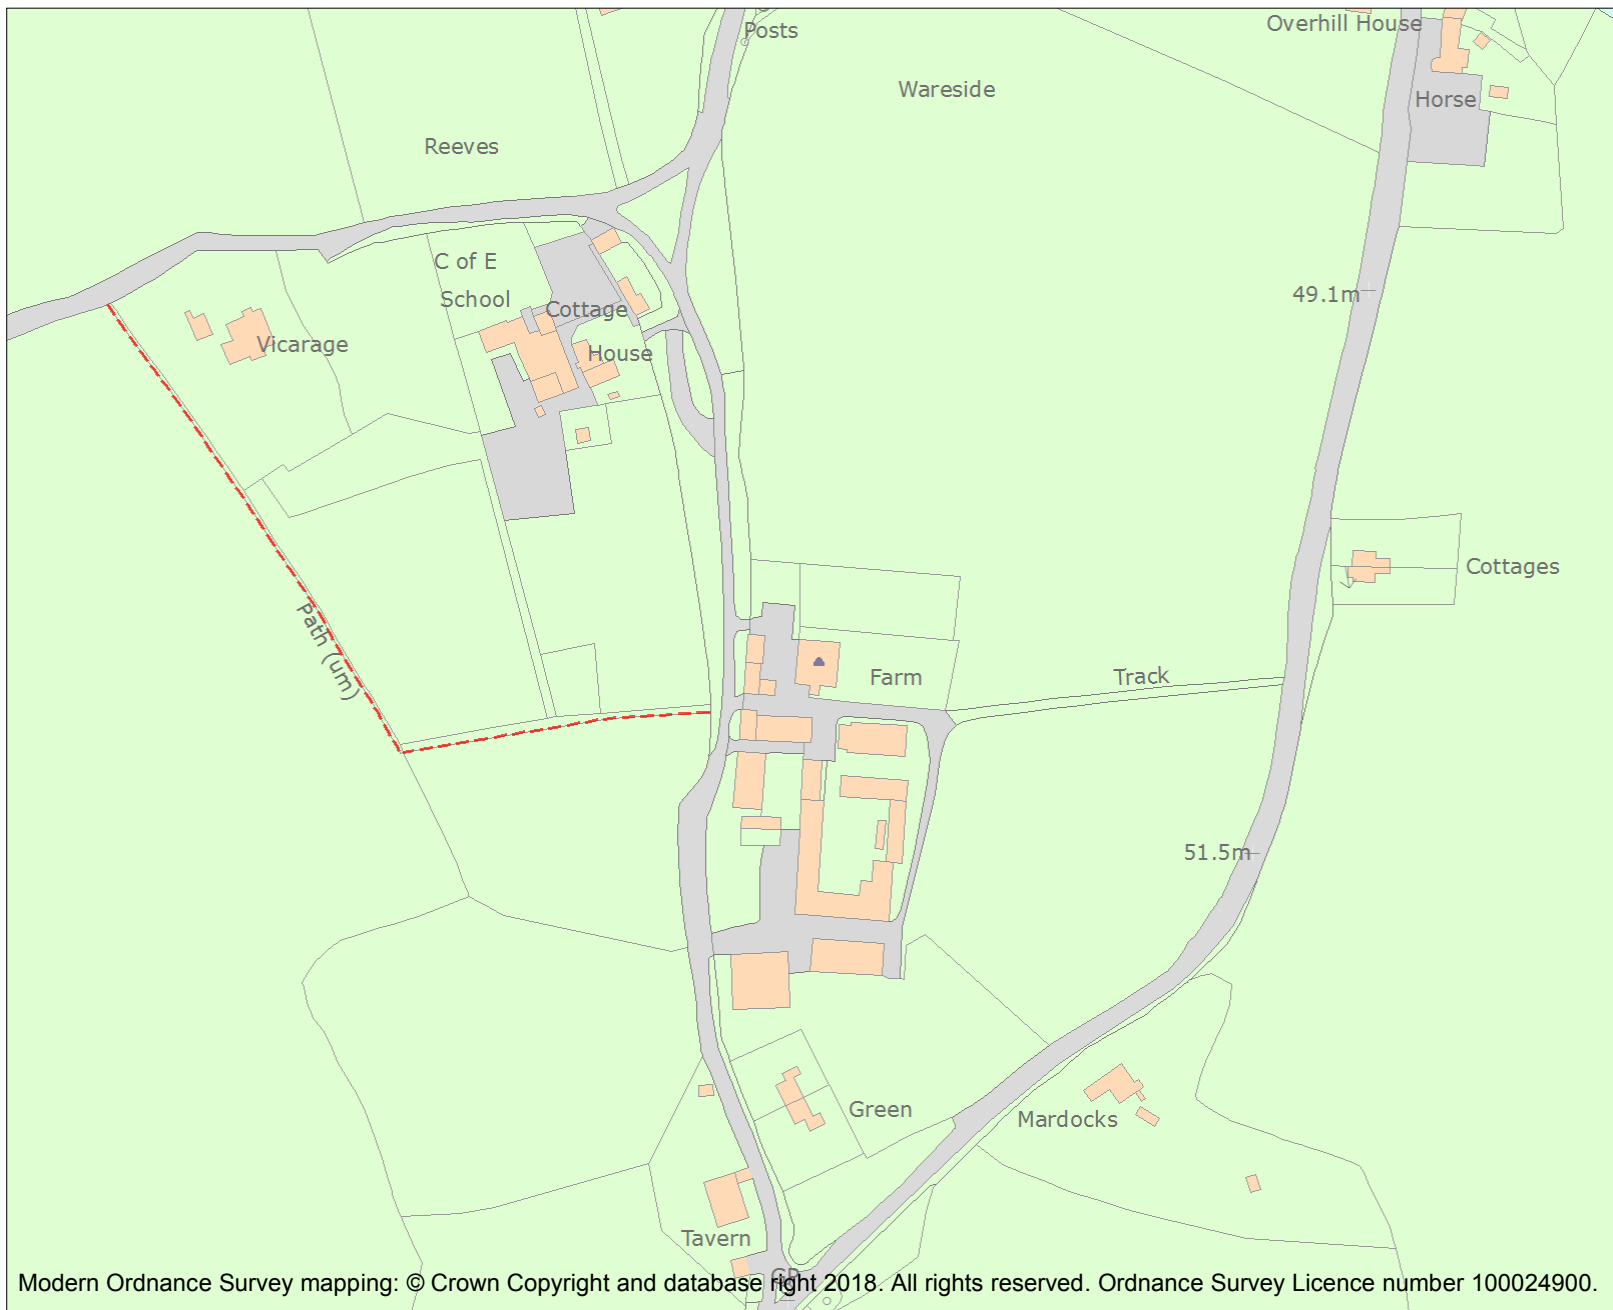 Posts
Overhill House
Wareside
Horse
Reeves
C of E
School
Cottage
49.1m
Vicarage
House
Cottages
Path (um)
Farm
Track
51.5m
Green
Mardocks
Tavern
GP
Modern Ordnance Survey mapping: © Crown Copyright and database right 2018. All rights reserved. Ordnance Survey Licence number 100024900.